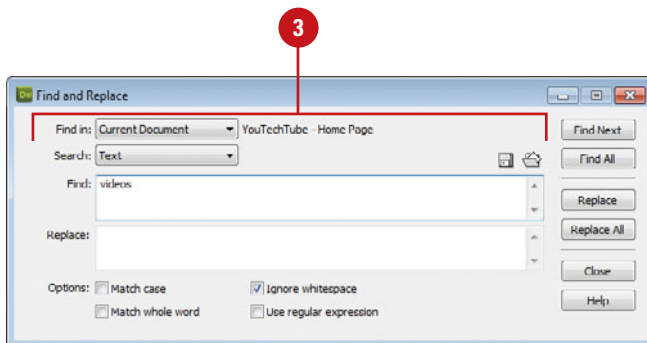 3
Dw Find and Replace
Find in: Current Document YouTechTube - Home Page Find Next
Search: Text Find All
Find: videos
Replace
Replace: Replace All
Close
Options: Match case Ignore whitespace
Help
Match whole word Use regular expression